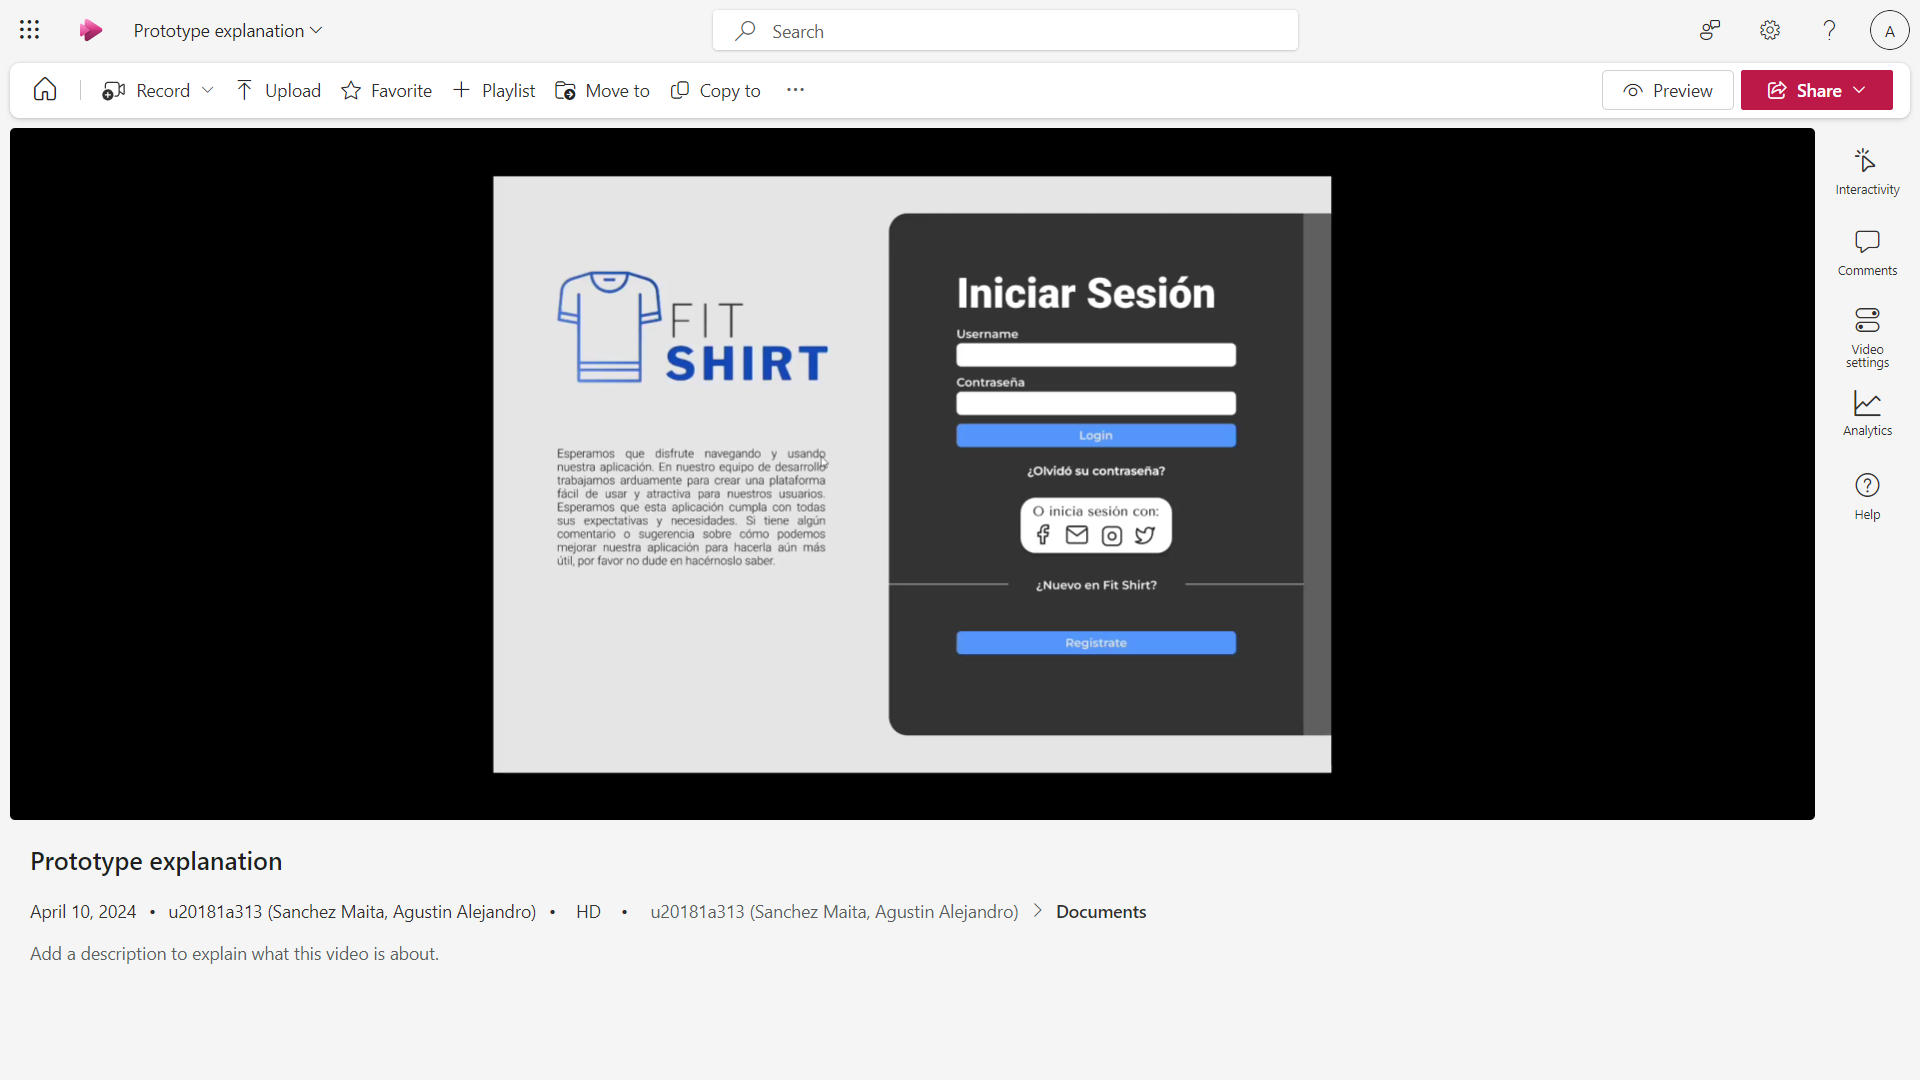 Prototype explanation
Search
A
Record
Upload
Favorite
Playlist
Move to
Copy to
Preview
Share
FIT
SHIRT
Esperamos que disfrute navegando y usando
nuestra aplicación. En nuestro equipo de desarrollo
trabajamos arduamente para crear una plataforma
fácil de usar y atractiva para nuestros usuarios.
Esperamos que esta aplicación cumpla con todas
sus expectativas y necesidades. Si tiene algún
comentario o sugerencia sobre cómo podemos
mejorar nuestra aplicación para hacerla aún más
útil, por favor no dude en hacérnoslo saber.
Iniciar Sesión
Username
Contraseña
Login
¿Olvidó su contraseña?
O inicia sesión con:
¿Nuevo en Fit Shirt?
Registrate
Interactivity
Comments
Video
settings
Analytics
Help
Prototype explanation
April 10, 2024 • u20181a313 (Sanchez Maita, Agustin Alejandro) • HD • u20181a313 (Sanchez Maita, Agustin Alejandro) > Documents
Add a description to explain what this video is about.